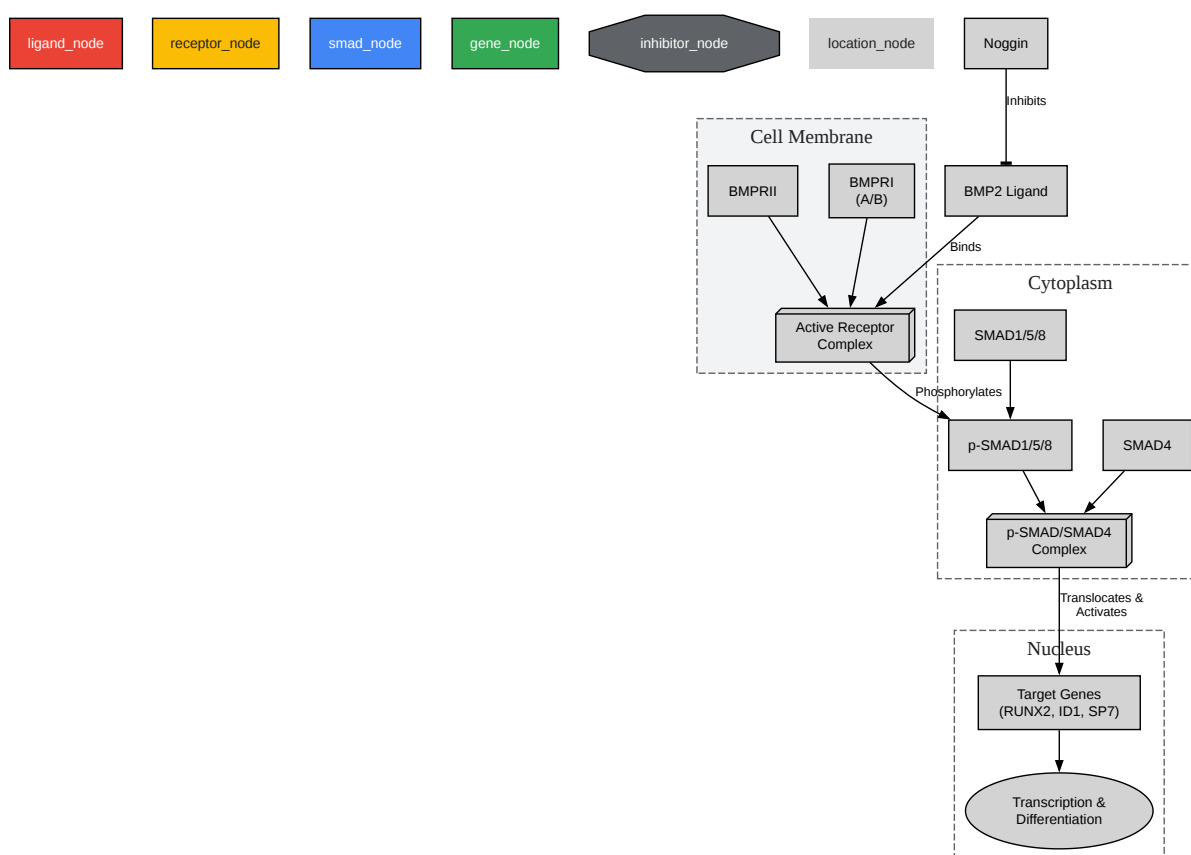 ligand_node
receptor_node
smad_node
gene_node
inhibitor_node
location_node
Noggin
Inhibits
Cell Membrane
BMPRII
BMPRI
(A/B)
BMP2 Ligand
Binds
Cytoplasm
Active Receptor
Complex
SMAD1/5/8
Phosphorylates
p-SMAD1/5/8
SMAD4
p-SMAD/SMAD4
Complex
Translocates &
Activates
Nucleus
Target Genes
(RUNX2, ID1, SP7)
Transcription &
Differentiation